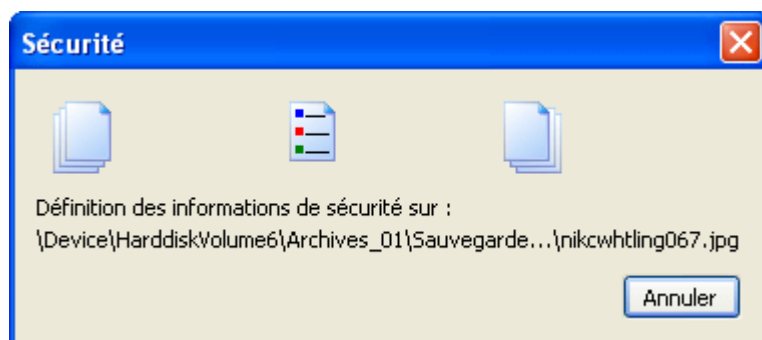 Sécurité
Définition des informations de sécurité sur :
\Device\HarddiskVolume6\Archives_01\Sauvegarde...\nikcwhtling067.jpg
Annuler